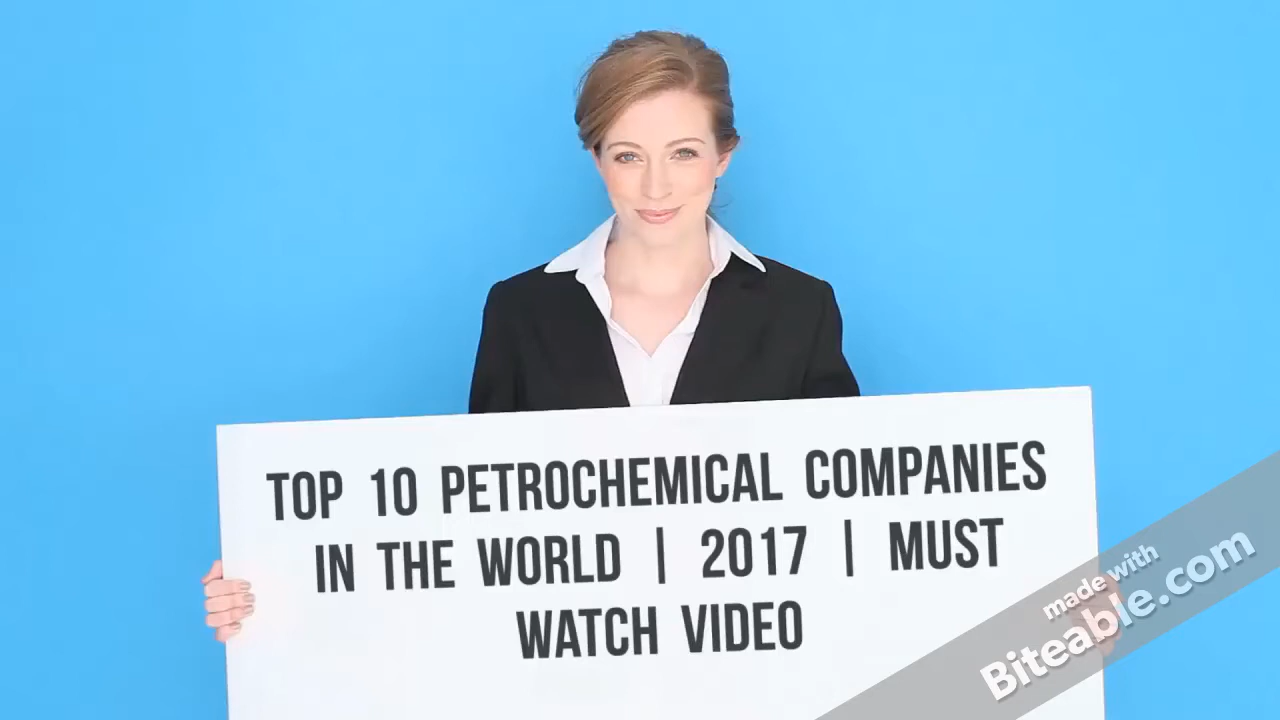 TOP 10 PETROCHEMICAL COMPANIES
IN THE WORLD | 2017 | MUST
WATCH VIDEO
made with
Biteable.com